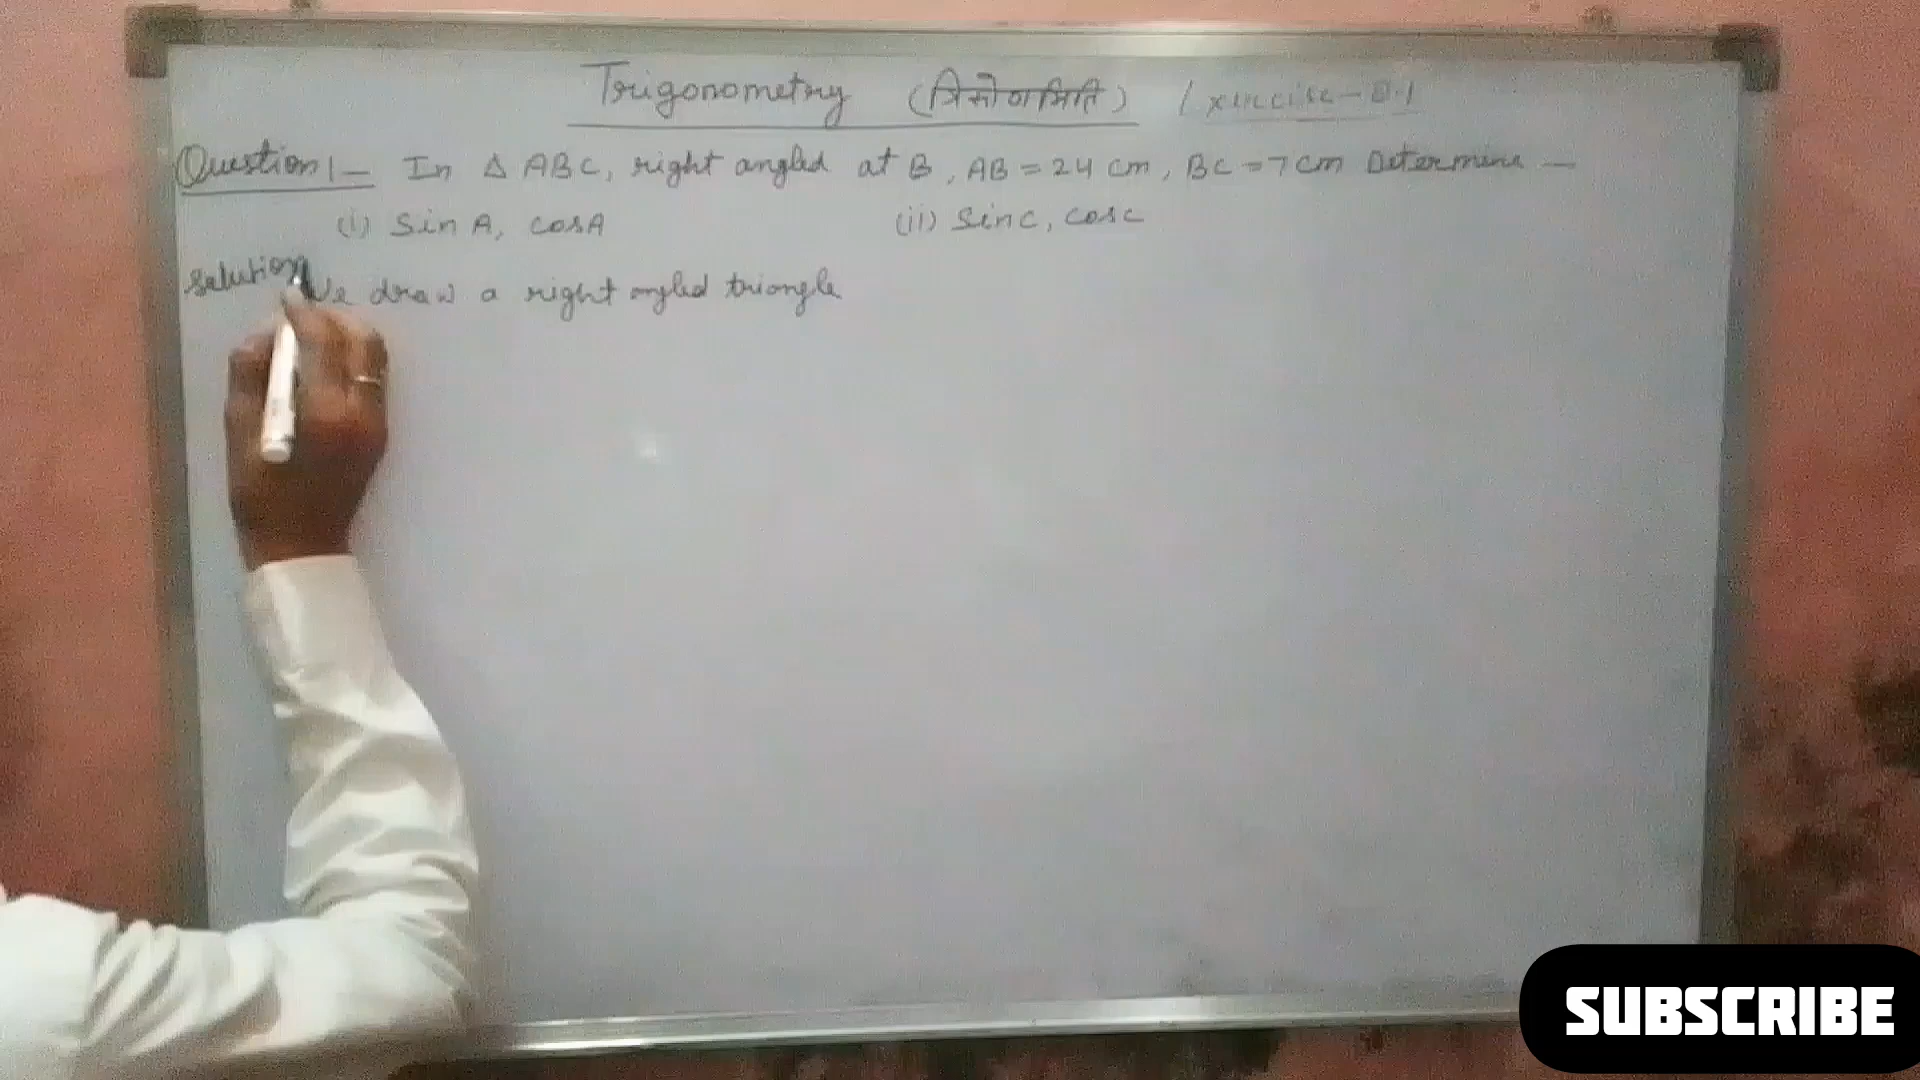 Trigonometry (त्रिकोणमिति) Exercise-8.1
Question 1- In Δ ABC, right angled at B, AB = 24 cm, BC = 7 cm Determine —
(i) Sin A, cos A (ii) Sin C, cos C
Solution We draw a right angled triangle
SUBSCRIBE